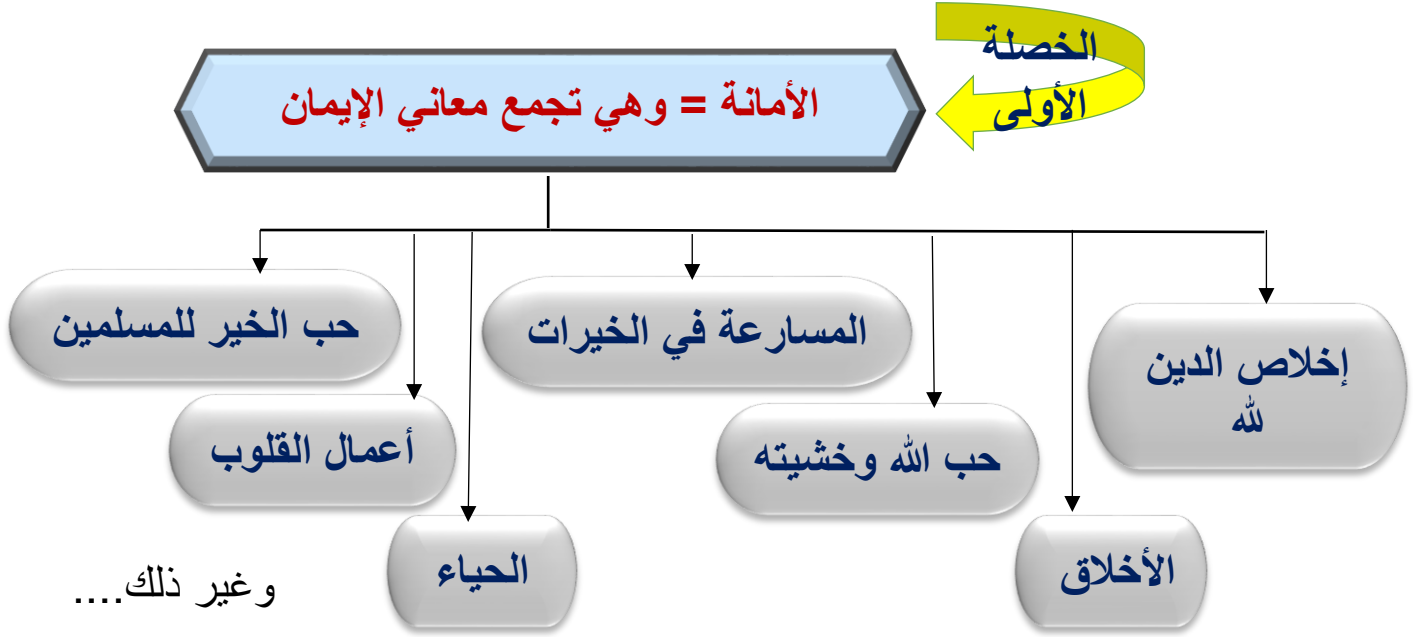 الخصلة
الأولى
الأمانة = وهي تجمع معاني الإيمان
إخلاص الدين
لله
المسارعة في الخيرات
حب الخير للمسلمين
حب الله وخشيته
أعمال القلوب
الأخلاق
الحياء
وغير ذلك....